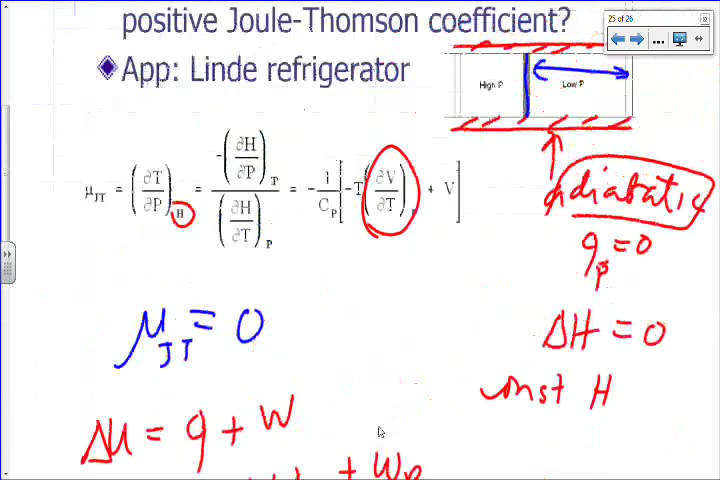 positive Joule-Thomson coefficient?
25 of 26
App: Linde refrigerator
High P
Low P
μ_JT = (∂T/∂P)_H = -(∂H/∂P)_T / (∂H/∂T)_P = -1/C_P [-T(∂V/∂T)_P + V]
adiabatic
q_p = 0
μ_JT = 0
ΔH = 0
const H
ΔU = q + W
+ W